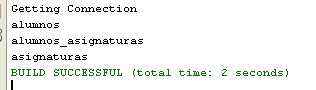 Getting Connection
alumnos
alumnos_asignaturas
asignaturas
BUILD SUCCESSFUL (total time: 2 seconds)